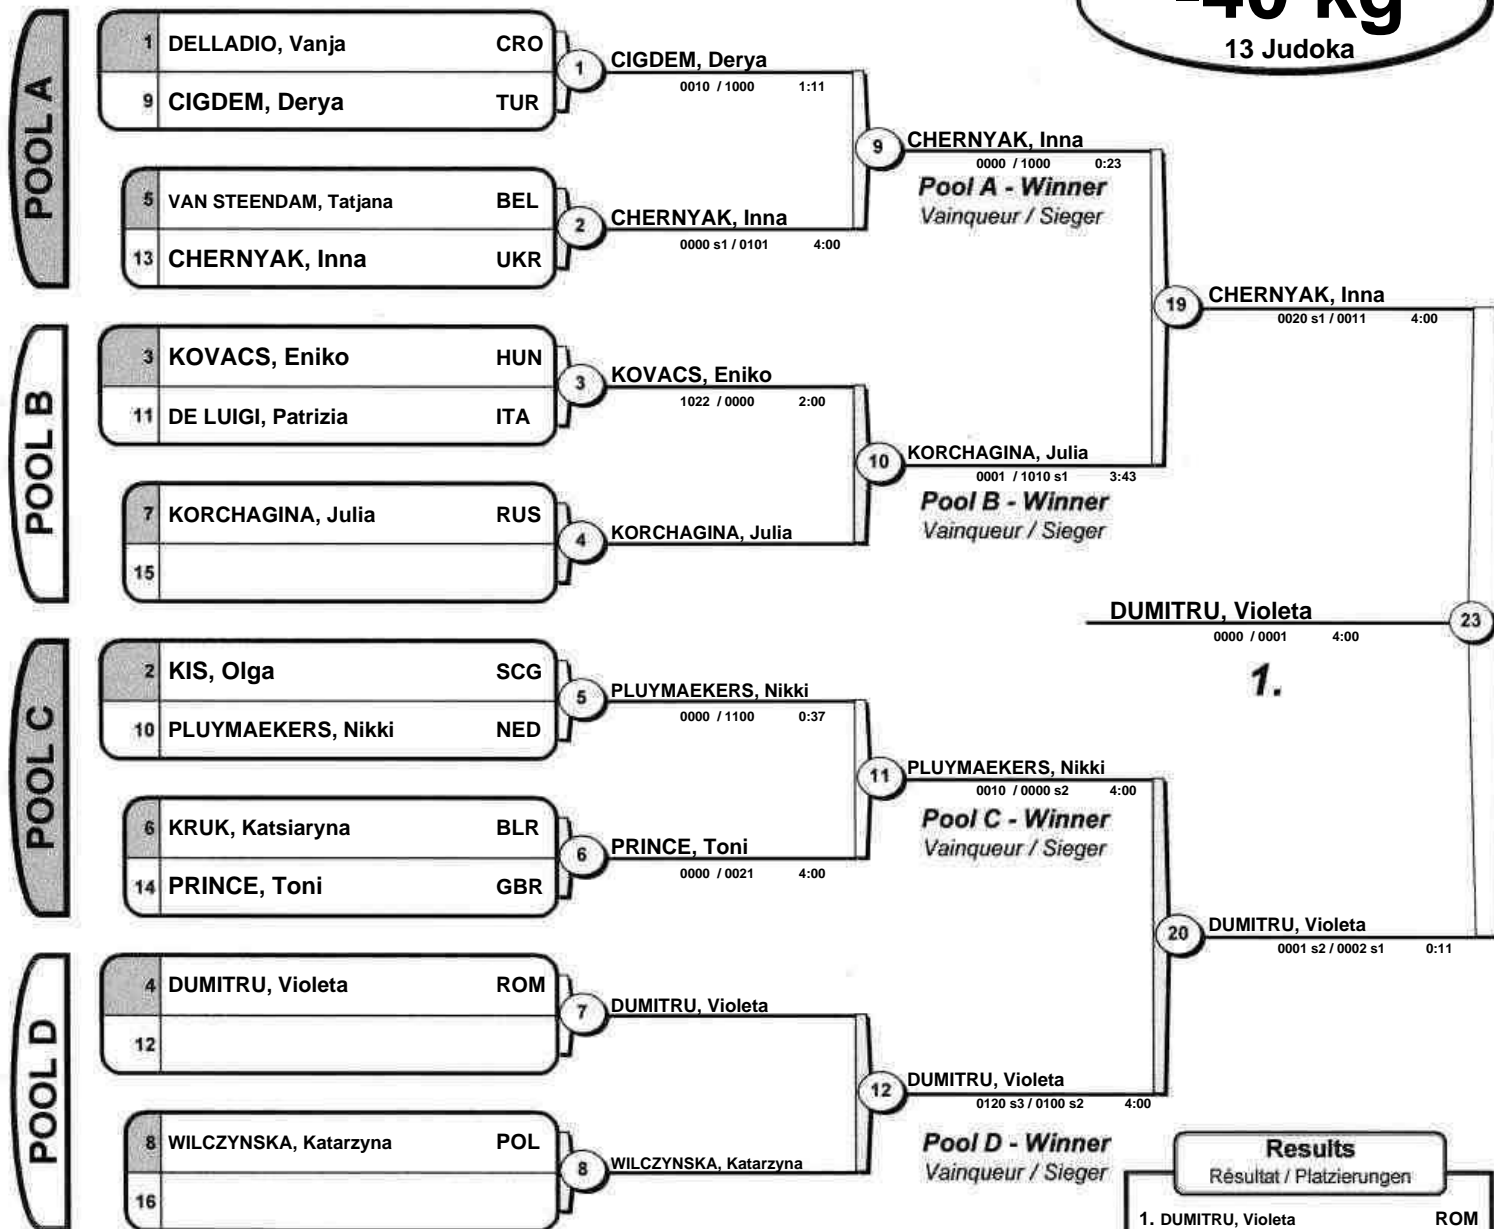 -40 kg
13 Judoka
POOL A
1 DELLADIO, Vanja CRO
9 CIGDEM, Derya TUR
1
CIGDEM, Derya
0010 / 1000 1:11
5 VAN STEENDAM, Tatjana BEL
13 CHERNYAK, Inna UKR
2
CHERNYAK, Inna
0000 s1 / 0101 4:00
9
CHERNYAK, Inna
0000 / 1000 0:23
Pool A - Winner
Vainqueur / Sieger
POOL B
3 KOVACS, Eniko HUN
11 DE LUIGI, Patrizia ITA
3
KOVACS, Eniko
1022 / 0000 2:00
7 KORCHAGINA, Julia RUS
15
4
KORCHAGINA, Julia
10
KORCHAGINA, Julia
0001 / 1010 s1 3:43
Pool B - Winner
Vainqueur / Sieger
19
CHERNYAK, Inna
0020 s1 / 0011 4:00
DUMITRU, Violeta
0000 / 0001 4:00
23
1.
POOL C
2 KIS, Olga SCG
10 PLUYMAEKERS, Nikki NED
5
PLUYMAEKERS, Nikki
0000 / 1100 0:37
6 KRUK, Katsiaryna BLR
14 PRINCE, Toni GBR
6
PRINCE, Toni
0000 / 0021 4:00
11
PLUYMAEKERS, Nikki
0010 / 0000 s2 4:00
Pool C - Winner
Vainqueur / Sieger
20
DUMITRU, Violeta
0001 s2 / 0002 s1 0:11
POOL D
4 DUMITRU, Violeta ROM
12
7
DUMITRU, Violeta
8 WILCZYNSKA, Katarzyna POL
16
8
WILCZYNSKA, Katarzyna
12
DUMITRU, Violeta
0120 s3 / 0100 s2 4:00
Pool D - Winner
Vainqueur / Sieger
Results
Résultat / Platzierungen
1. DUMITRU, Violeta ROM